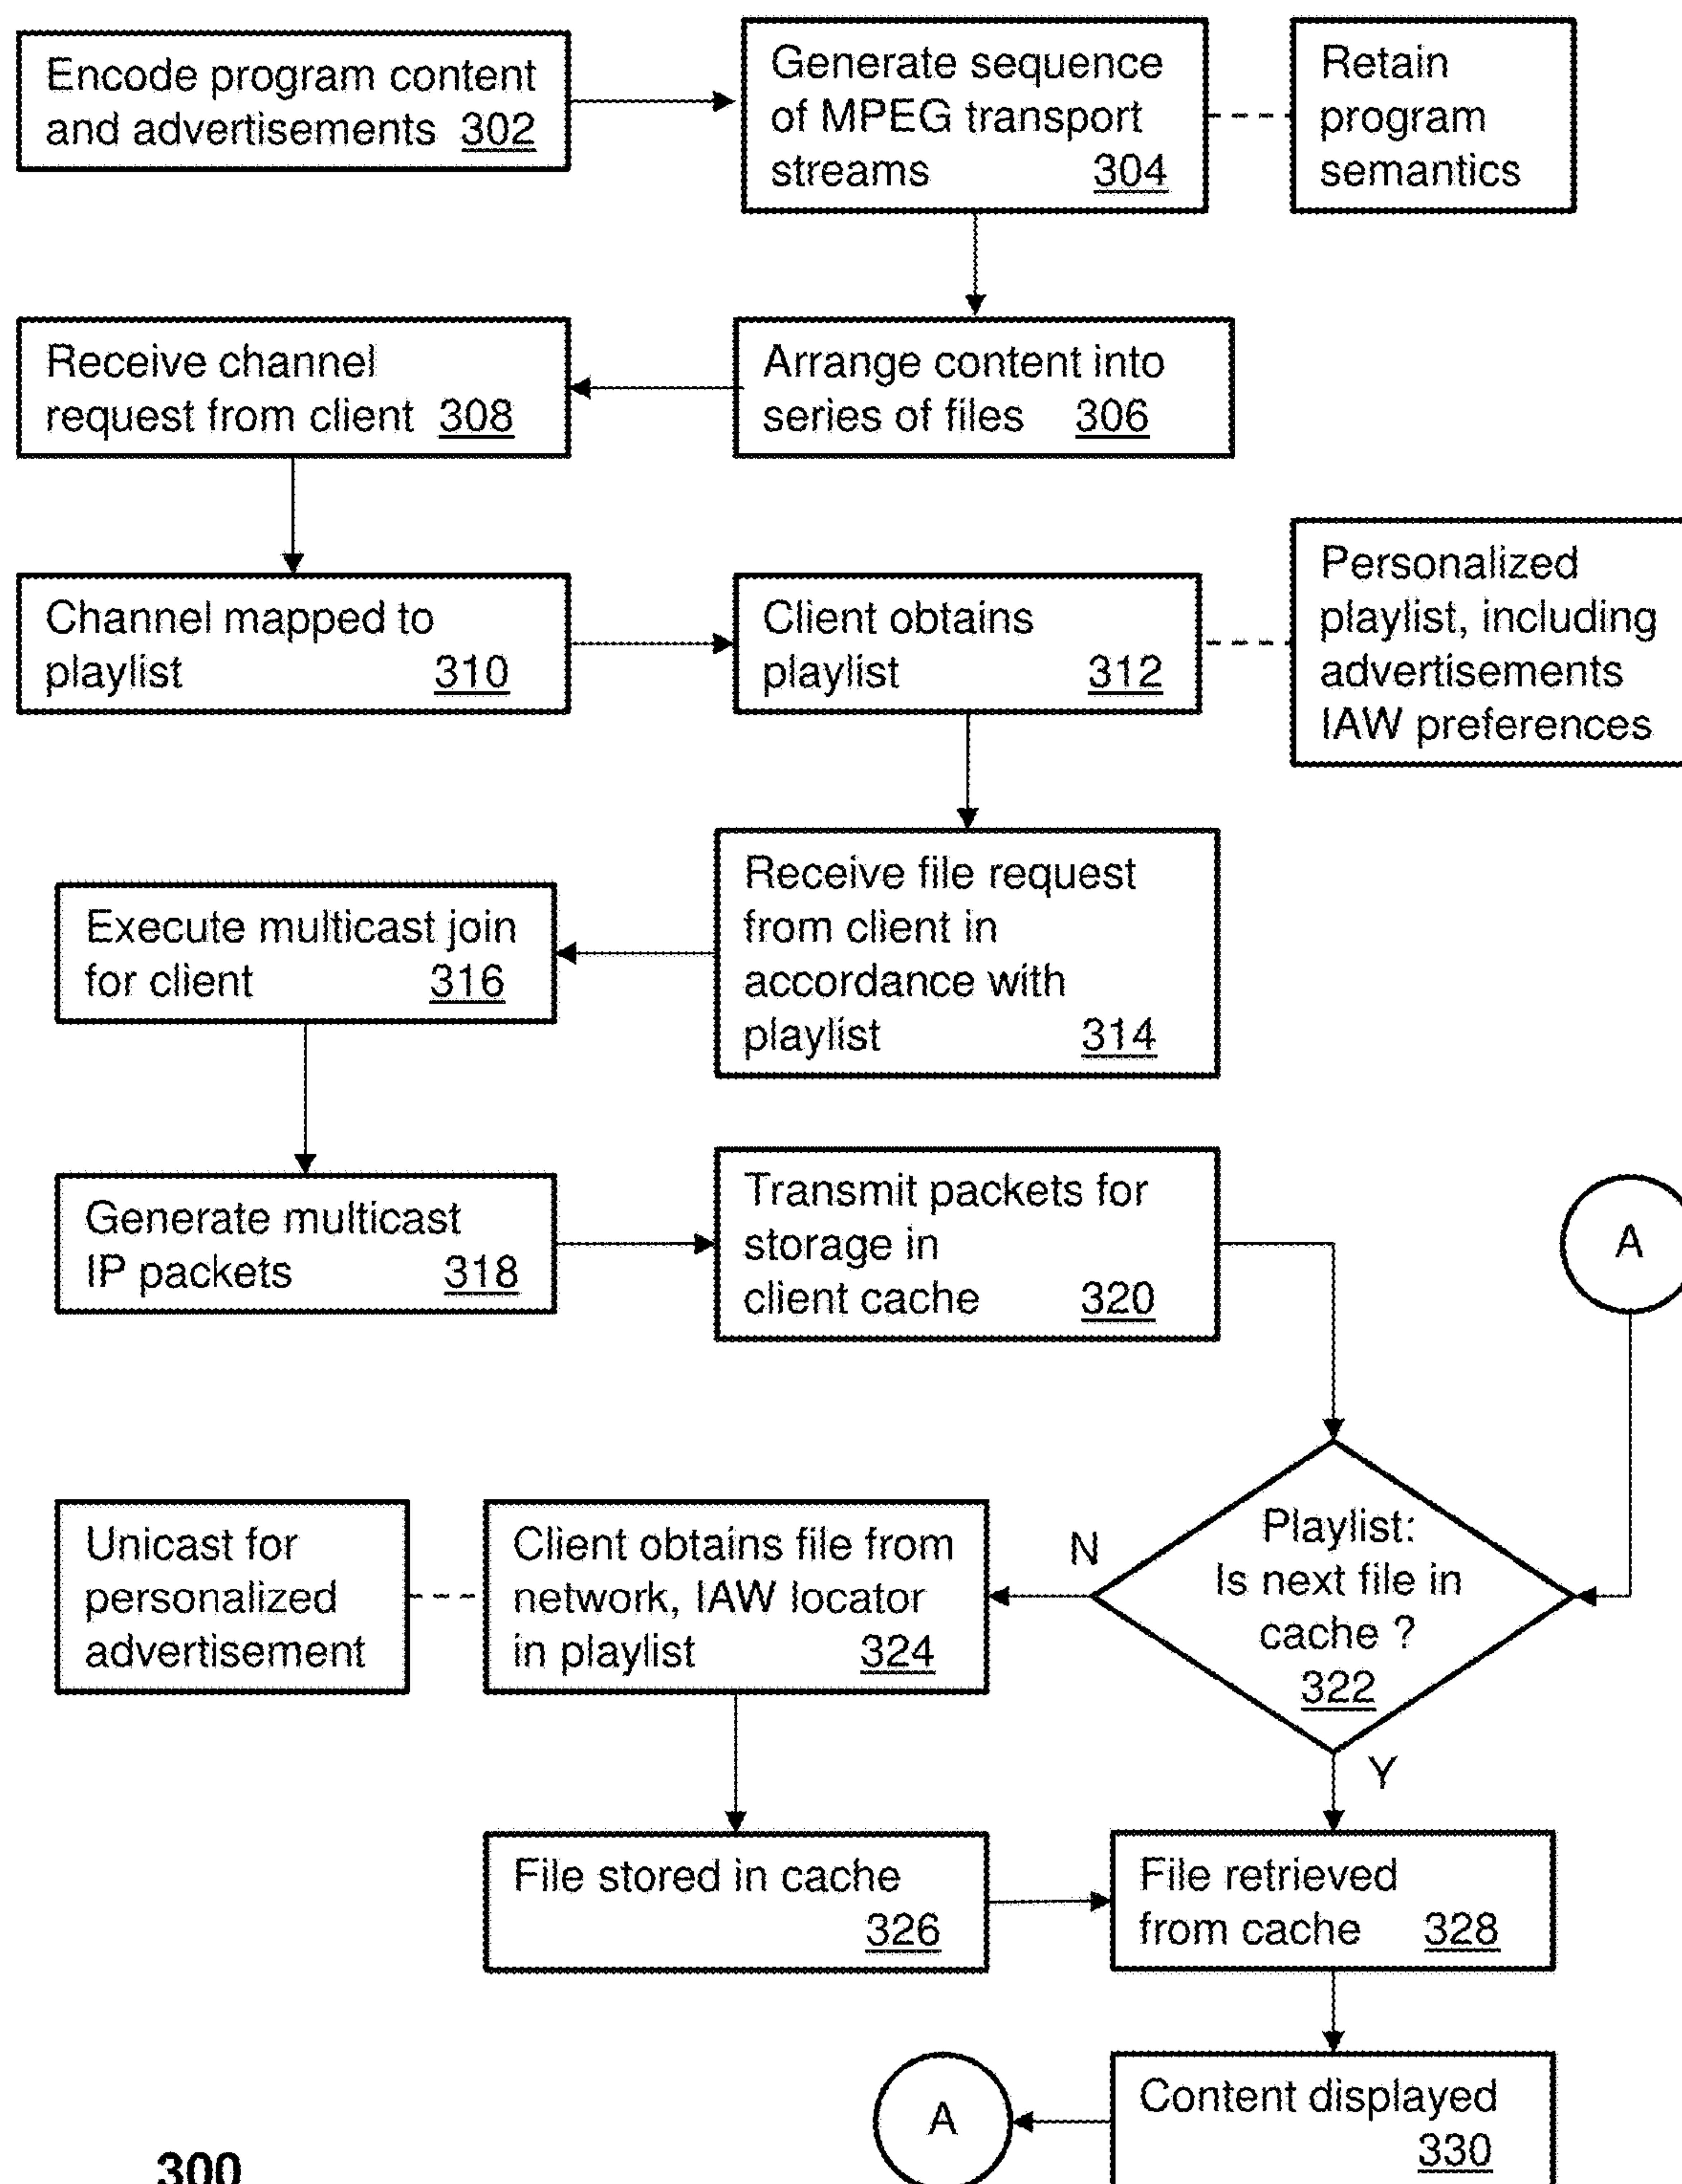 Encode program content
and advertisements 302
Generate sequence
of MPEG transport
streams 304
Retain
program
semantics
Receive channel
request from client 308
Arrange content into
series of files 306
Channel mapped to
playlist 310
Client obtains
playlist 312
Personalized
playlist, including
advertisements
IAW preferences
Execute multicast join
for client 316
Receive file request
from client in
accordance with
playlist 314
Generate multicast
IP packets 318
Transmit packets for
storage in
client cache 320
A
Unicast for
personalized
advertisement
Client obtains file from
network, IAW locator
in playlist 324
N
Playlist:
Is next file in
cache ?
322
Y
File stored in cache
326
File retrieved
from cache 328
A
Content displayed
330
300